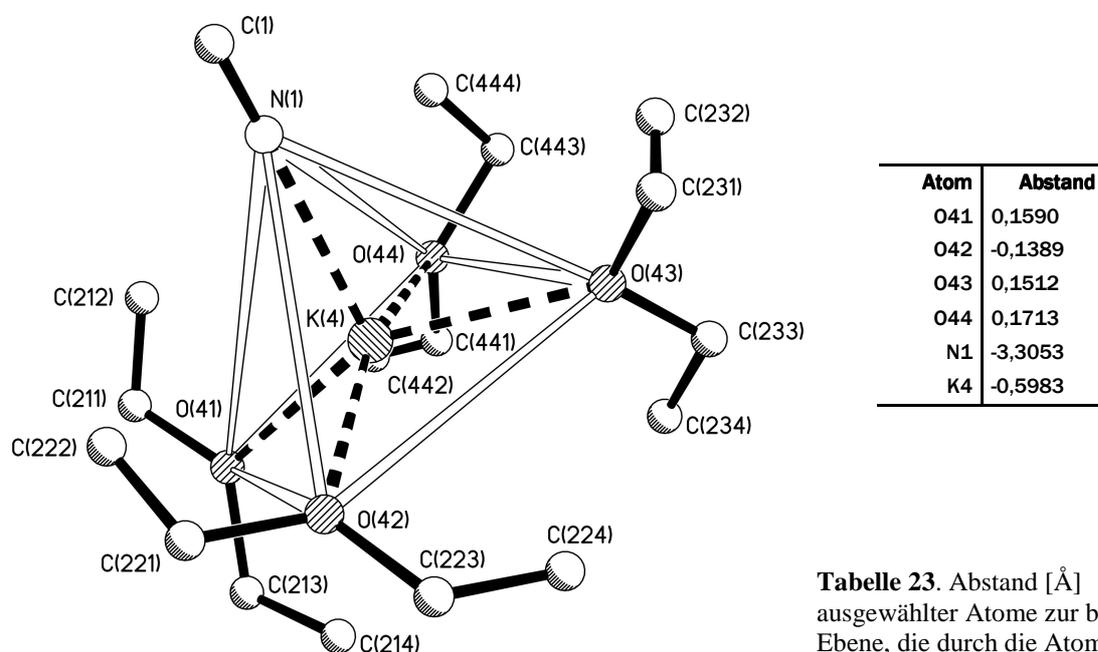 C(1)
N(1)
C(444)
C(443)
C(232)
C(231)
O(44)
O(43)
C(212)
K(4)
C(441)
C(233)
C(442)
C(211)
O(41)
C(234)
C(222)
O(42)
C(221)
C(223)
C(224)
C(213)
C(214)
Atom Abstand
O41 0,1590
O42 -0,1389
O43 0,1512
O44 0,1713
N1 -3,3053
K4 -0,5983
Tabelle 23. Abstand [Å]
ausgewählter Atome zur b
Ebene, die durch die Atom